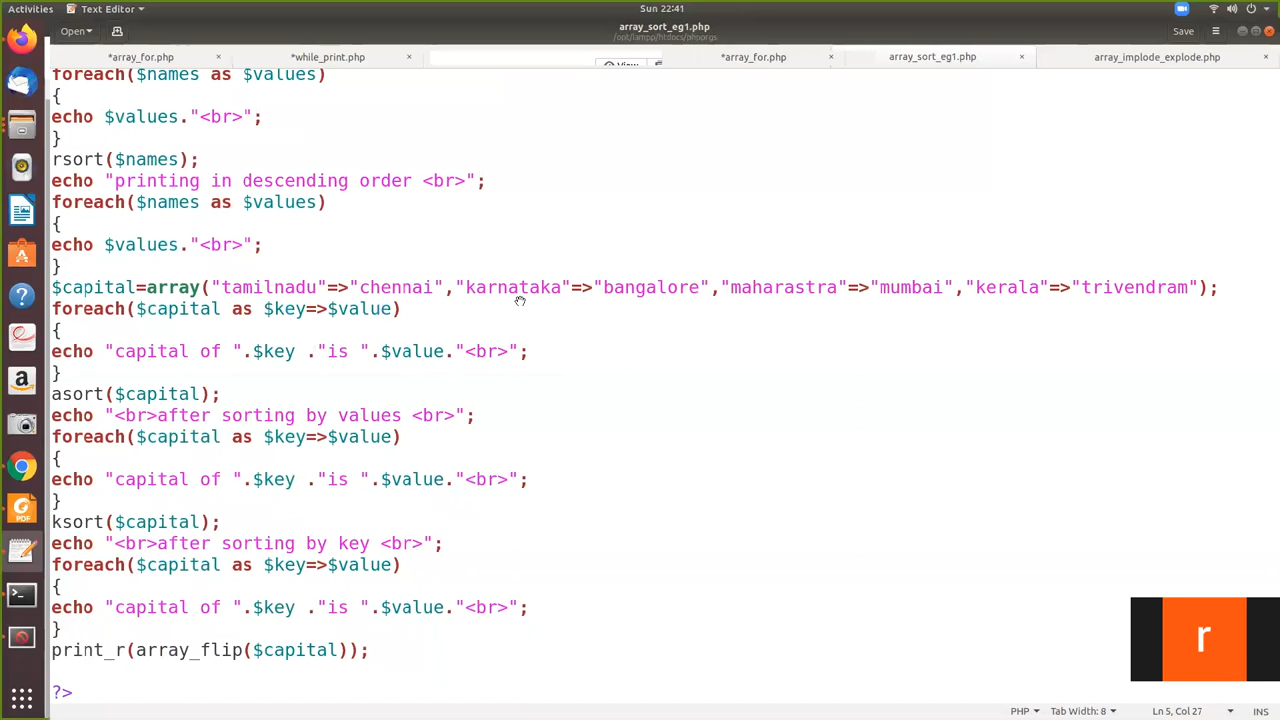 Activities
Text Editor
Sun 22:41
Open
array_sort_eg1.php
/opt/lampp/htdocs/phpprgs
Save
*array_for.php
*while_print.php
View
*array_for.php
array_sort_eg1.php
array_implode_explode.php
foreach($names as $values)
{
echo $values."<br>";
}
rsort($names);
echo "printing in descending order <br>";
foreach($names as $values)
{
echo $values."<br>";
}
$capital=array("tamilnadu"=>"chennai","karnataka"=>"bangalore","maharastra"=>"mumbai","kerala"=>"trivendram");
foreach($capital as $key=>$value)
{
echo "capital of ".$key ."is ".$value."<br>";
}
asort($capital);
echo "<br>after sorting by values <br>";
foreach($capital as $key=>$value)
{
echo "capital of ".$key ."is ".$value."<br>";
}
ksort($capital);
echo "<br>after sorting by key <br>";
foreach($capital as $key=>$value)
{
echo "capital of ".$key ."is ".$value."<br>";
}
print_r(array_flip($capital));
?>
r
PHP
Tab Width: 8
Ln 5, Col 27
INS